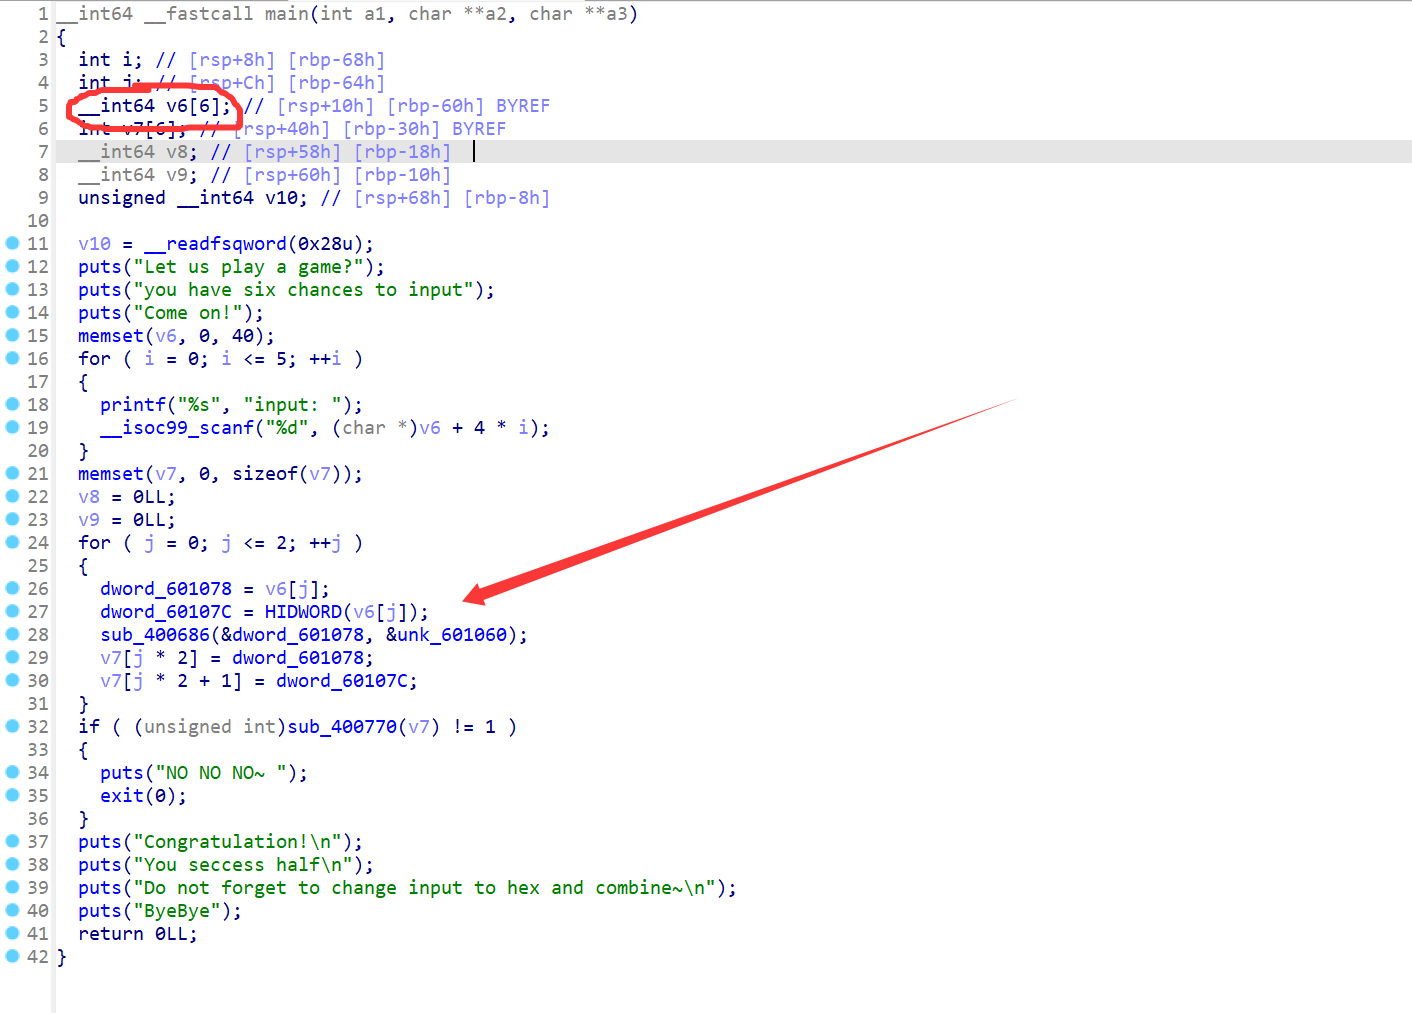 1 __int64 __fastcall main(int a1, char **a2, char **a3)
2 {
3 int i; // [rsp+8h] [rbp-68h]
4 int j; // [rsp+Ch] [rbp-64h]
5 __int64 v6[6]; // [rsp+10h] [rbp-60h] BYREF
6 int v7[6]; // [rsp+40h] [rbp-30h] BYREF
7 __int64 v8; // [rsp+58h] [rbp-18h]
8 __int64 v9; // [rsp+60h] [rbp-10h]
9 unsigned __int64 v10; // [rsp+68h] [rbp-8h]
10
11 v10 = __readfsqword(0x28u);
12 puts("Let us play a game?");
13 puts("you have six chances to input");
14 puts("Come on!");
15 memset(v6, 0, 40);
16 for ( i = 0; i <= 5; ++i )
17 {
18 printf("%s", "input: ");
19 __isoc99_scanf("%d", (char *)v6 + 4 * i);
20 }
21 memset(v7, 0, sizeof(v7));
22 v8 = 0LL;
23 v9 = 0LL;
24 for ( j = 0; j <= 2; ++j )
25 {
26 dword_601078 = v6[j];
27 dword_60107C = HIDWORD(v6[j]);
28 sub_400686(&dword_601078, &unk_601060);
29 v7[j * 2] = dword_601078;
30 v7[j * 2 + 1] = dword_60107C;
31 }
32 if ( (unsigned int)sub_400770(v7) != 1 )
33 {
34 puts("NO NO NO~ ");
35 exit(0);
36 }
37 puts("Congratulation!\n");
38 puts("You seccess half\n");
39 puts("Do not forget to change input to hex and combine~\n");
40 puts("ByeBye");
41 return 0LL;
42 }